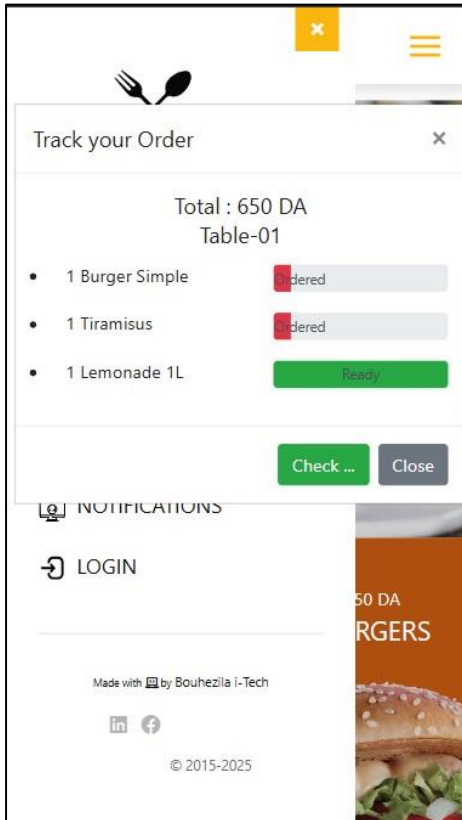 ×
Track your Order ×
Total : 650 DA
Table-01
• 1 Burger Simple Ordered
• 1 Tiramisus Ordered
• 1 Lemonade 1L Ready
Check ... Close
NOTIFICATIONS
LOGIN
50 DA
RGERS
Made with by Bouhezila i-Tech
in f
© 2015-2025